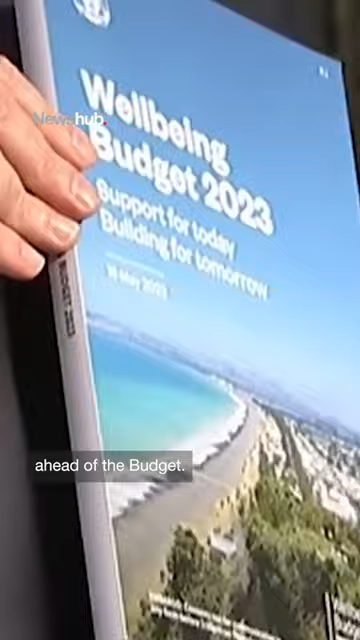 Newshub.
Wellbeing
Budget 2023
Support for today
Building for tomorrow
18 May 2023
BUDGET 2023
ahead of the Budget.